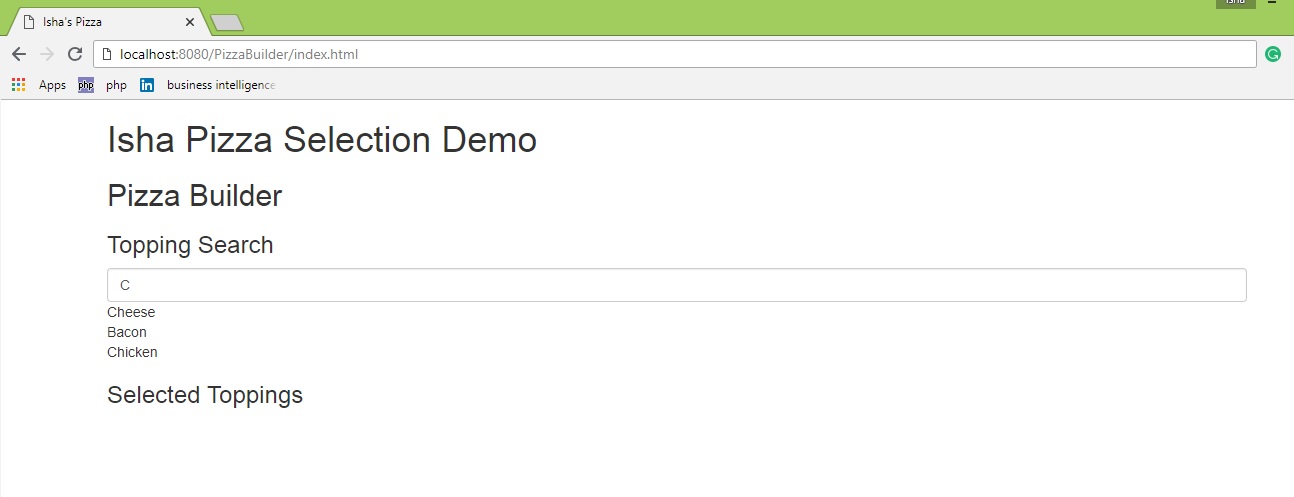 Isha
Isha's Pizza
localhost:8080/PizzaBuilder/index.html
Apps php php in business intelligence
Isha Pizza Selection Demo
Pizza Builder
Topping Search
C
Cheese
Bacon
Chicken
Selected Toppings